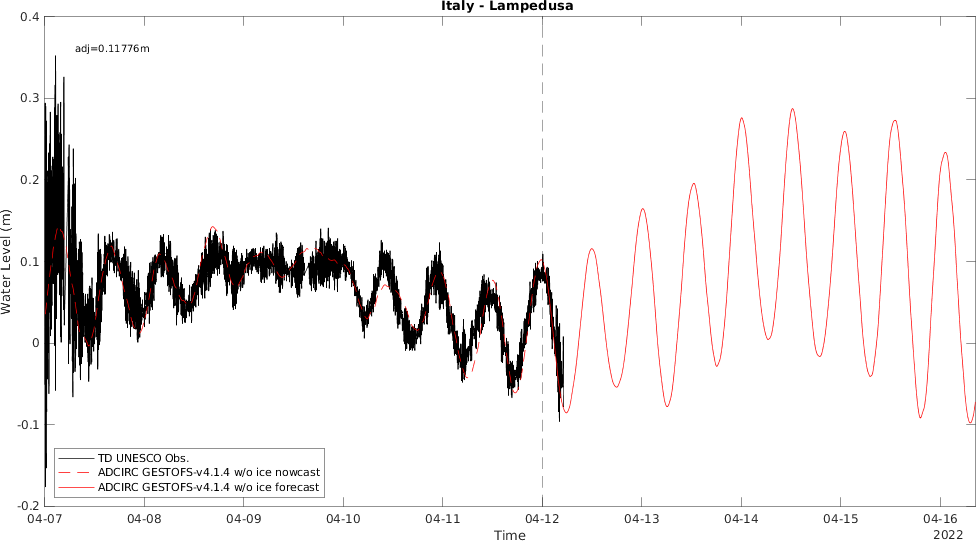 Italy - Lampedusa
adj=0.11776m
0.4
0.3
0.2
0.1
0
-0.1
-0.2
Water Level (m)
TD UNESCO Obs.
ADCIRC GESTOFS-v4.1.4 w/o ice nowcast
ADCIRC GESTOFS-v4.1.4 w/o ice forecast
04-07 04-08 04-09 04-10 04-11 04-12 04-13 04-14 04-15 04-16
Time
2022